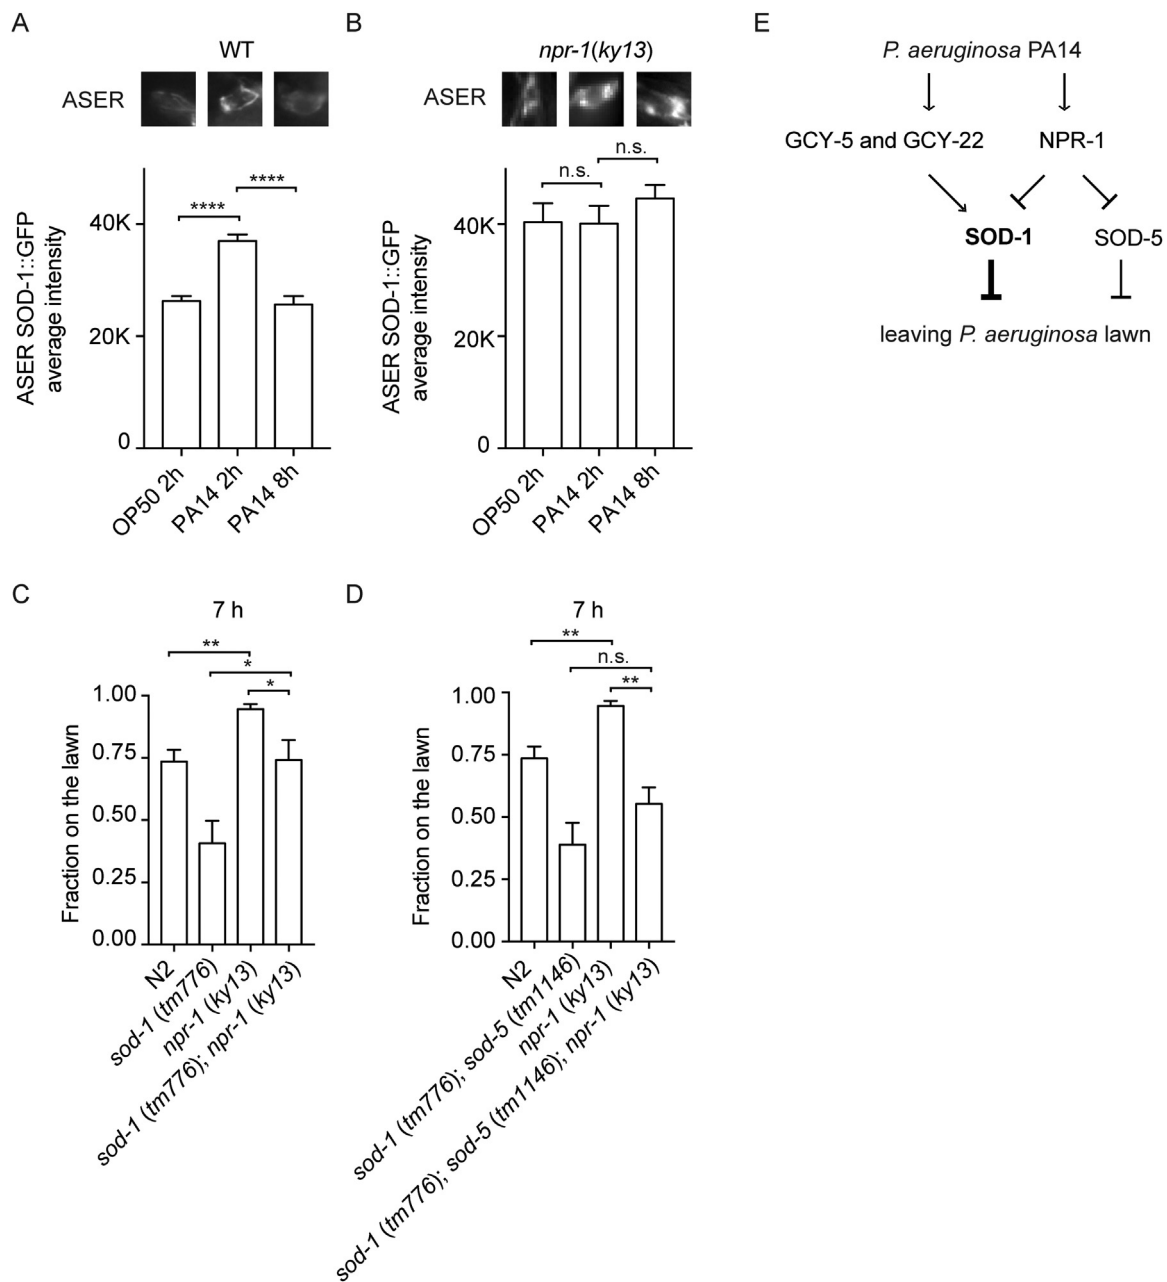 A
WT
ASER
ASER SOD-1::GFP
average intensity
40K
20K
0
****
****
OP50 2h
PA14 2h
PA14 8h
B
npr-1(ky13)
ASER
ASER SOD-1::GFP
average intensity
40K
20K
0
n.s.
n.s.
OP50 2h
PA14 2h
PA14 8h
E
P. aeruginosa PA14
GCY-5 and GCY-22
NPR-1
SOD-1
SOD-5
leaving P. aeruginosa lawn
C
7 h
**
*
*
Fraction on the lawn
1.00
0.75
0.50
0.25
0.00
N2
sod-1 (tm776)
npr-1 (ky13)
sod-1 (tm776); npr-1 (ky13)
D
7 h
**
n.s.
**
Fraction on the lawn
1.00
0.75
0.50
0.25
0.00
N2
sod-1 (tm776); sod-5 (tm1146)
npr-1 (ky13)
sod-1 (tm776); sod-5 (tm1146); npr-1 (ky13)